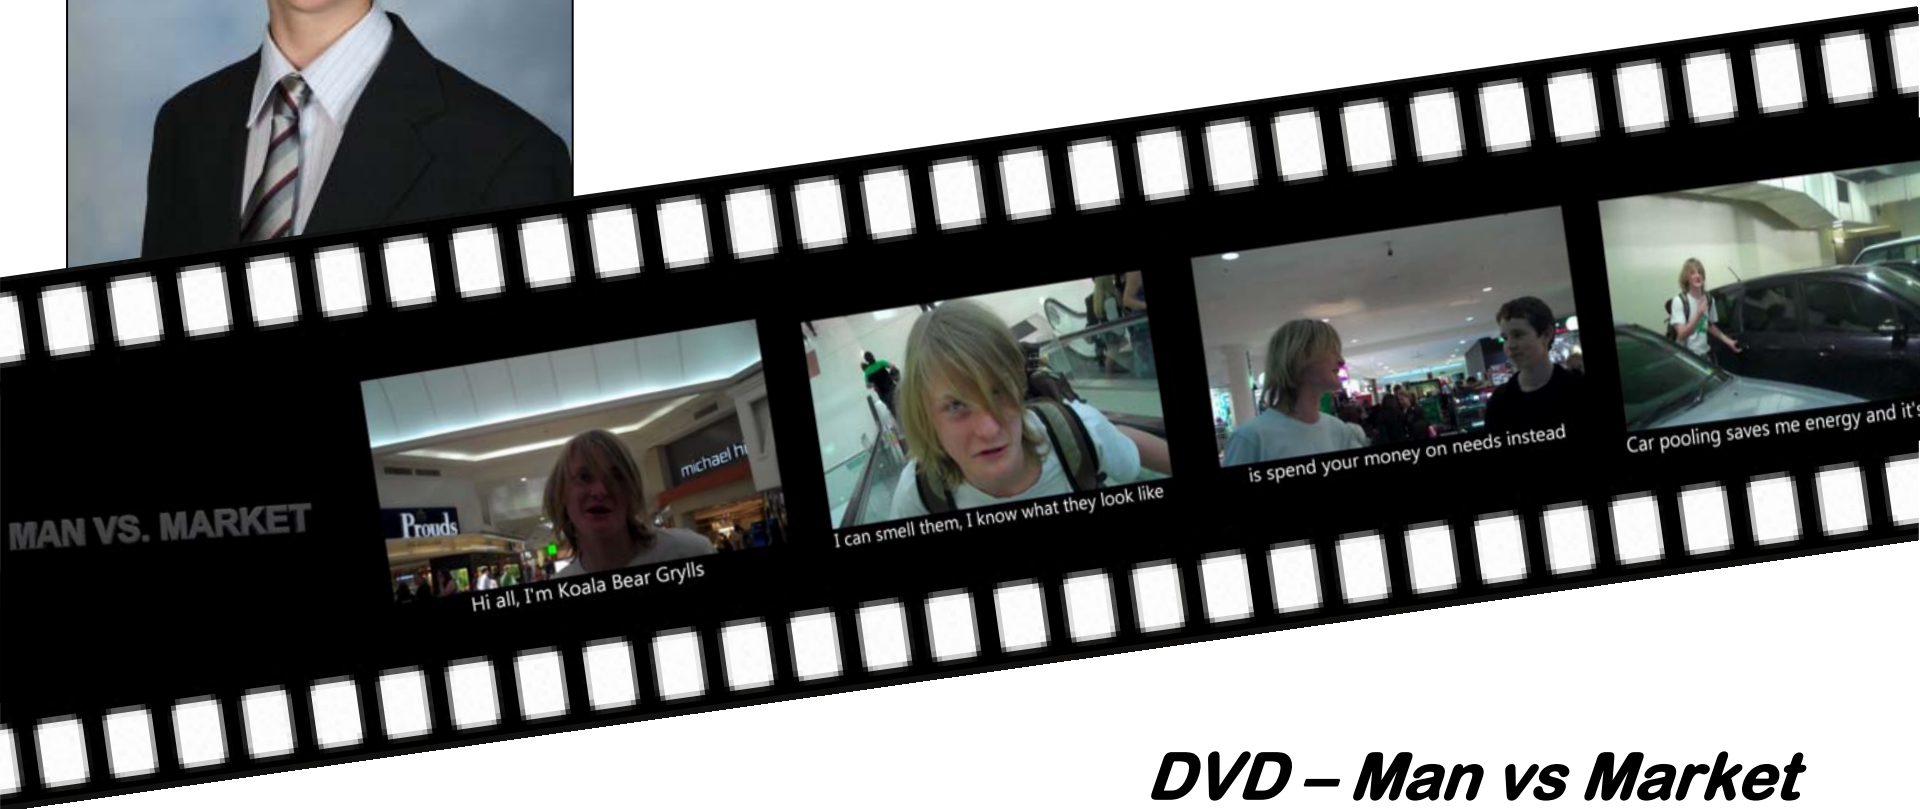 MAN VS. MARKET
Prouds
michael hi
Hi all, I'm Koala Bear Grylls
I can smell them, I know what they look like
is spend your money on needs instead
Car pooling saves me energy and it's
DVD – Man vs Market